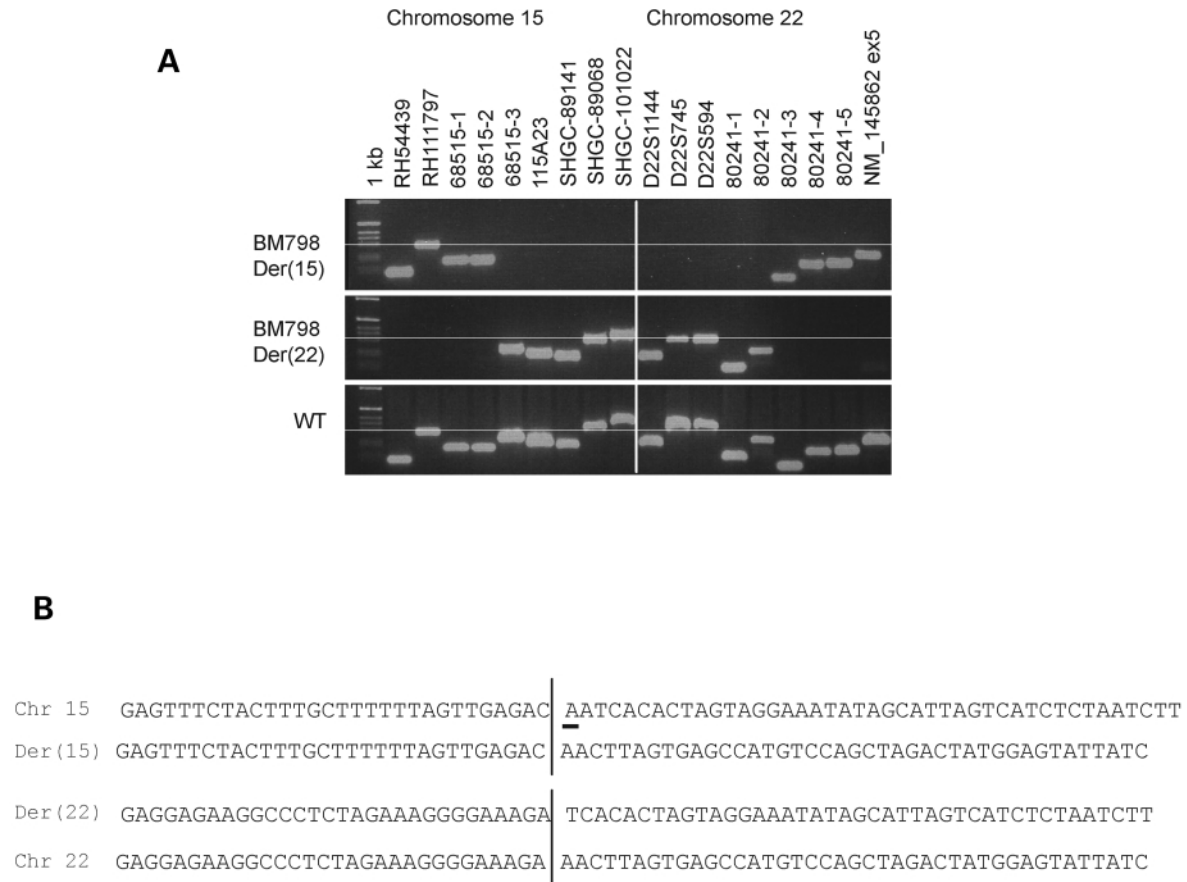 Chromosome 15
Chromosome 22
A
1 kb
RH54439
RH111797
68515-1
68515-2
68515-3
115A23
SHGC-89141
SHGC-89068
SHGC-101022
D22S1144
D22S745
D22S594
80241-1
80241-2
80241-3
80241-4
80241-5
NM_145862 ex5
BM798
Der(15)
BM798
Der(22)
WT
B
Chr 15 GAGTTTCTACTTTGCTTTTTTAGTTGAGAC AATCACACTAGTAGGAAATATAGCATTAGTCATCTCTAATCTT
Der(15) GAGTTTCTACTTTGCTTTTTTAGTTGAGAC AACTTAGTGAGCCATGTCCAGCTAGACTATGGAGTATTATC
Der(22) GAGGAGAAGGCCCTCTAGAAAGGGGAAAGA TCACACTAGTAGGAAATATAGCATTAGTCATCTCTAATCTT
Chr 22 GAGGAGAAGGCCCTCTAGAAAGGGGAAAGA AACTTAGTGAGCCATGTCCAGCTAGACTATGGAGTATTATC